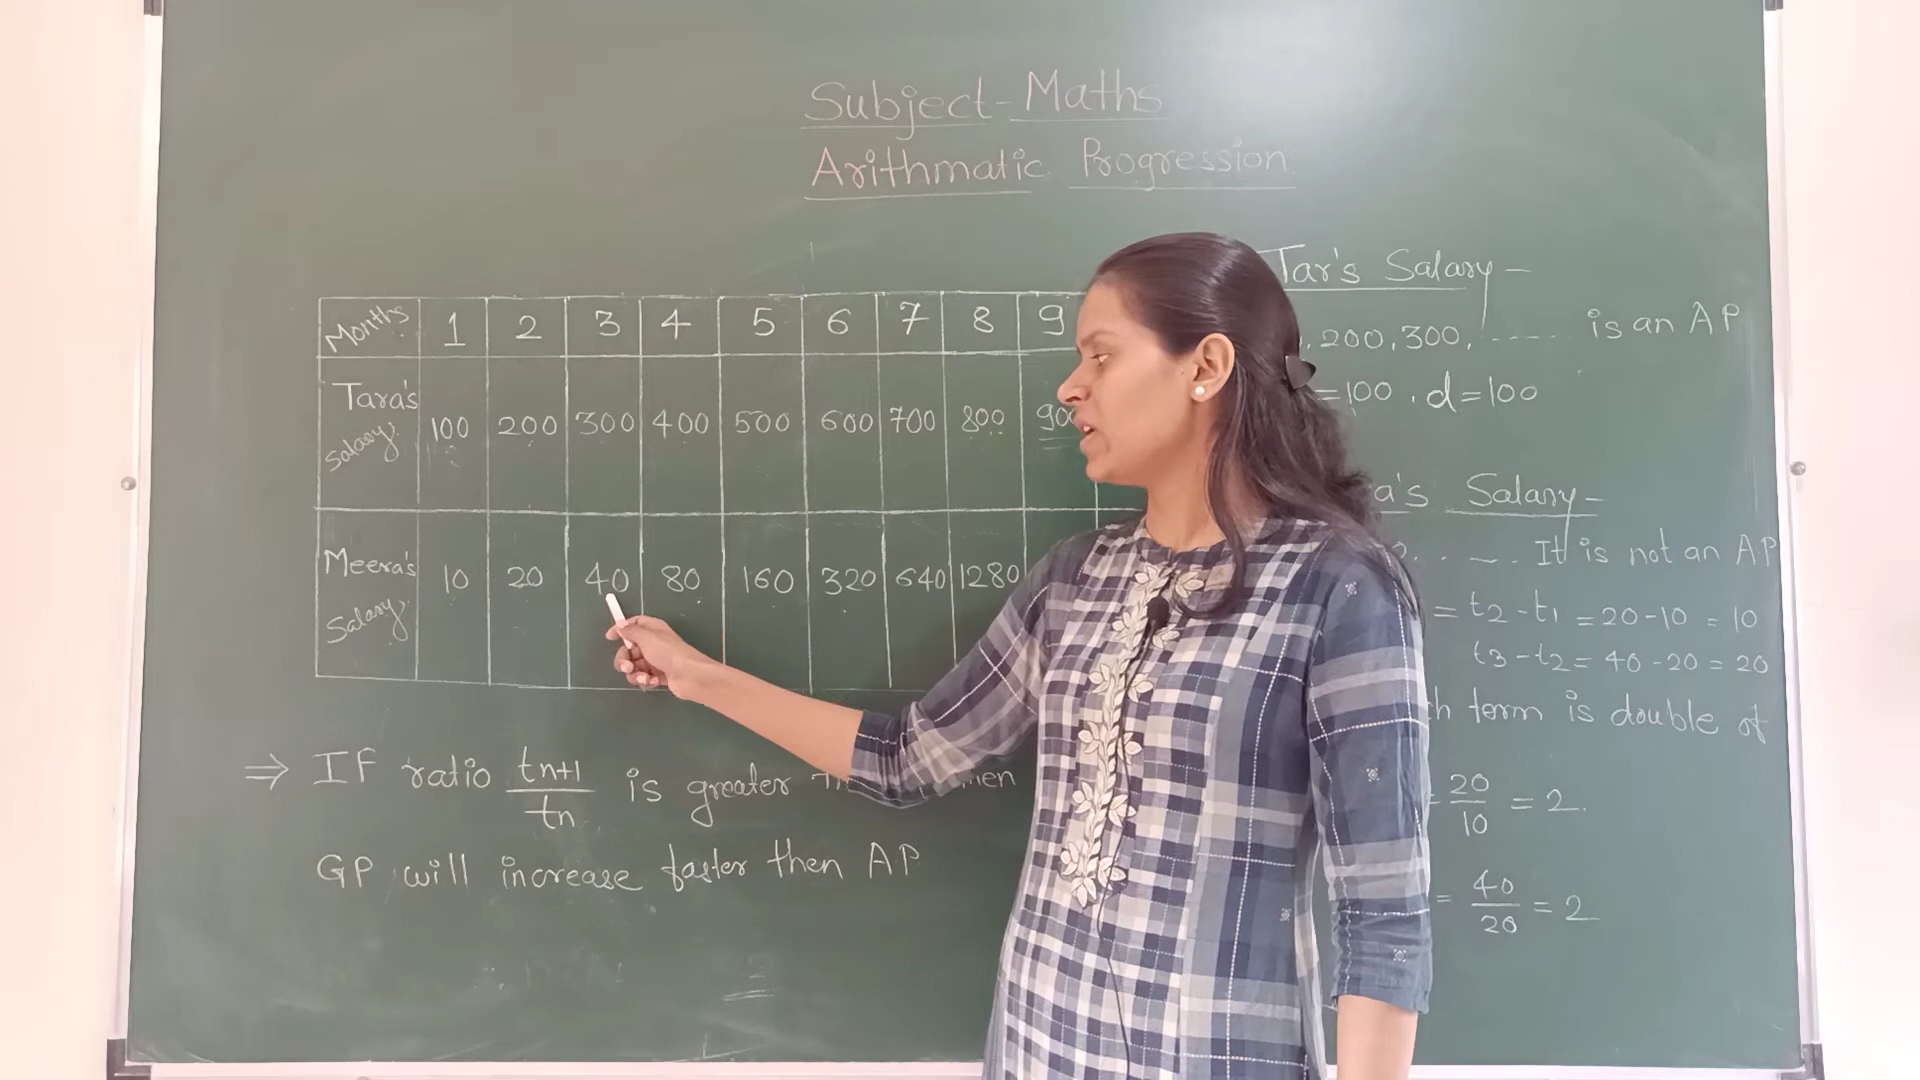 Subject-Maths
Arithmatic Progression
Months 1 2 3 4 5 6 7 8 9
Tara's Salary 100 200 300 400 500 600 700 800
Meera's Salary 10 20 40 80 160 320 640 1280
⇒ IF ratio tn+1/tn is greater
GP will increase faster then AP
Tar's Salary –
, 200, 300, ..... is an AP
=100 , d=100
a's Salary –
It is not an AP
= t2 - t1 = 20-10 = 10
t3 - t2 = 40-20 = 20
term is double of
= 20/10 = 2.
= 40/20 = 2